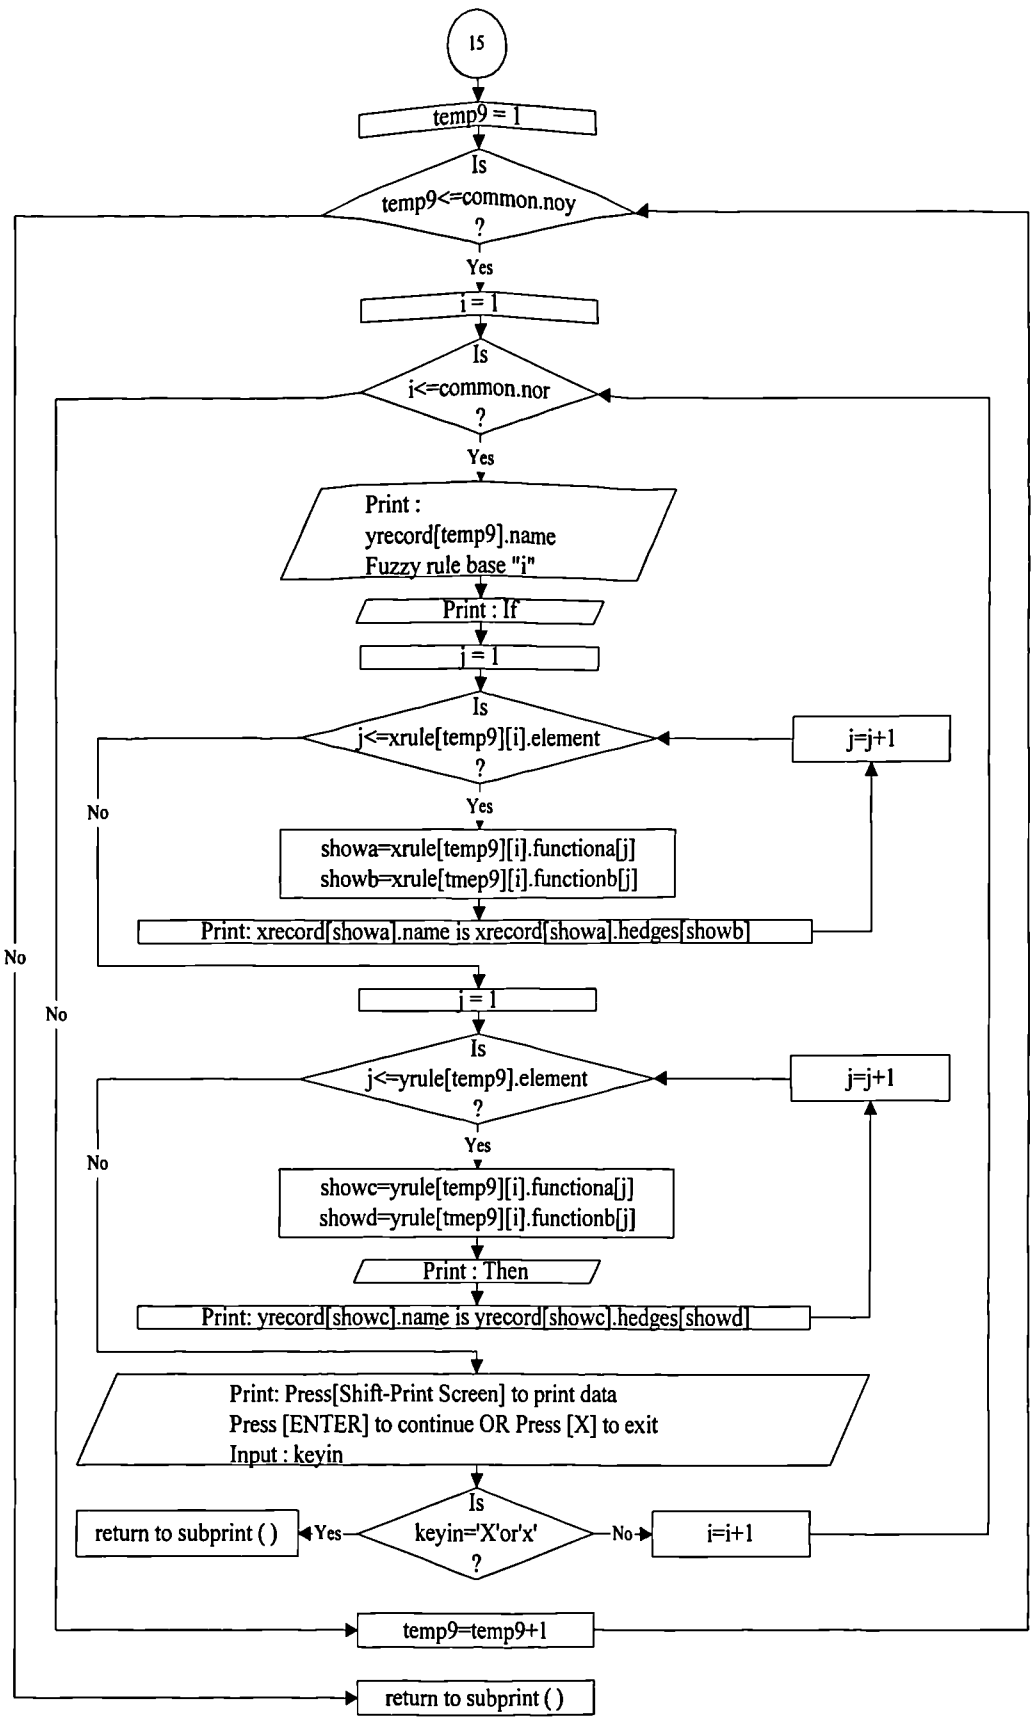 15
temp9 = 1
Is
temp9<=common.noy
?
Yes
i = 1
Is
i<=common.nor
?
Yes
Print :
yrecord[temp9].name
Fuzzy rule base "i"
Print : If
j = 1
Is
j<=xrule[temp9][i].element
?
j=j+1
No
Yes
showa=xrule[temp9][i].functiona[j]
showb=xrule[tmep9][i].functionb[j]
Print: xrecord[showa].name is xrecord[showa].hedges[showb]
No
j = 1
No
Is
j<=yrule[temp9].element
?
j=j+1
Yes
No
showc=yrule[temp9][i].functiona[j]
showd=yrule[tmep9][i].functionb[j]
Print : Then
Print: yrecord[showc].name is yrecord[showc].hedges[showd]
Print: Press[Shift-Print Screen] to print data
Press [ENTER] to continue OR Press [X] to exit
Input : keyin
Is
keyin='X'or'x'
?
Yes
return to subprint ( )
No
i=i+1
temp9=temp9+1
return to subprint ( )